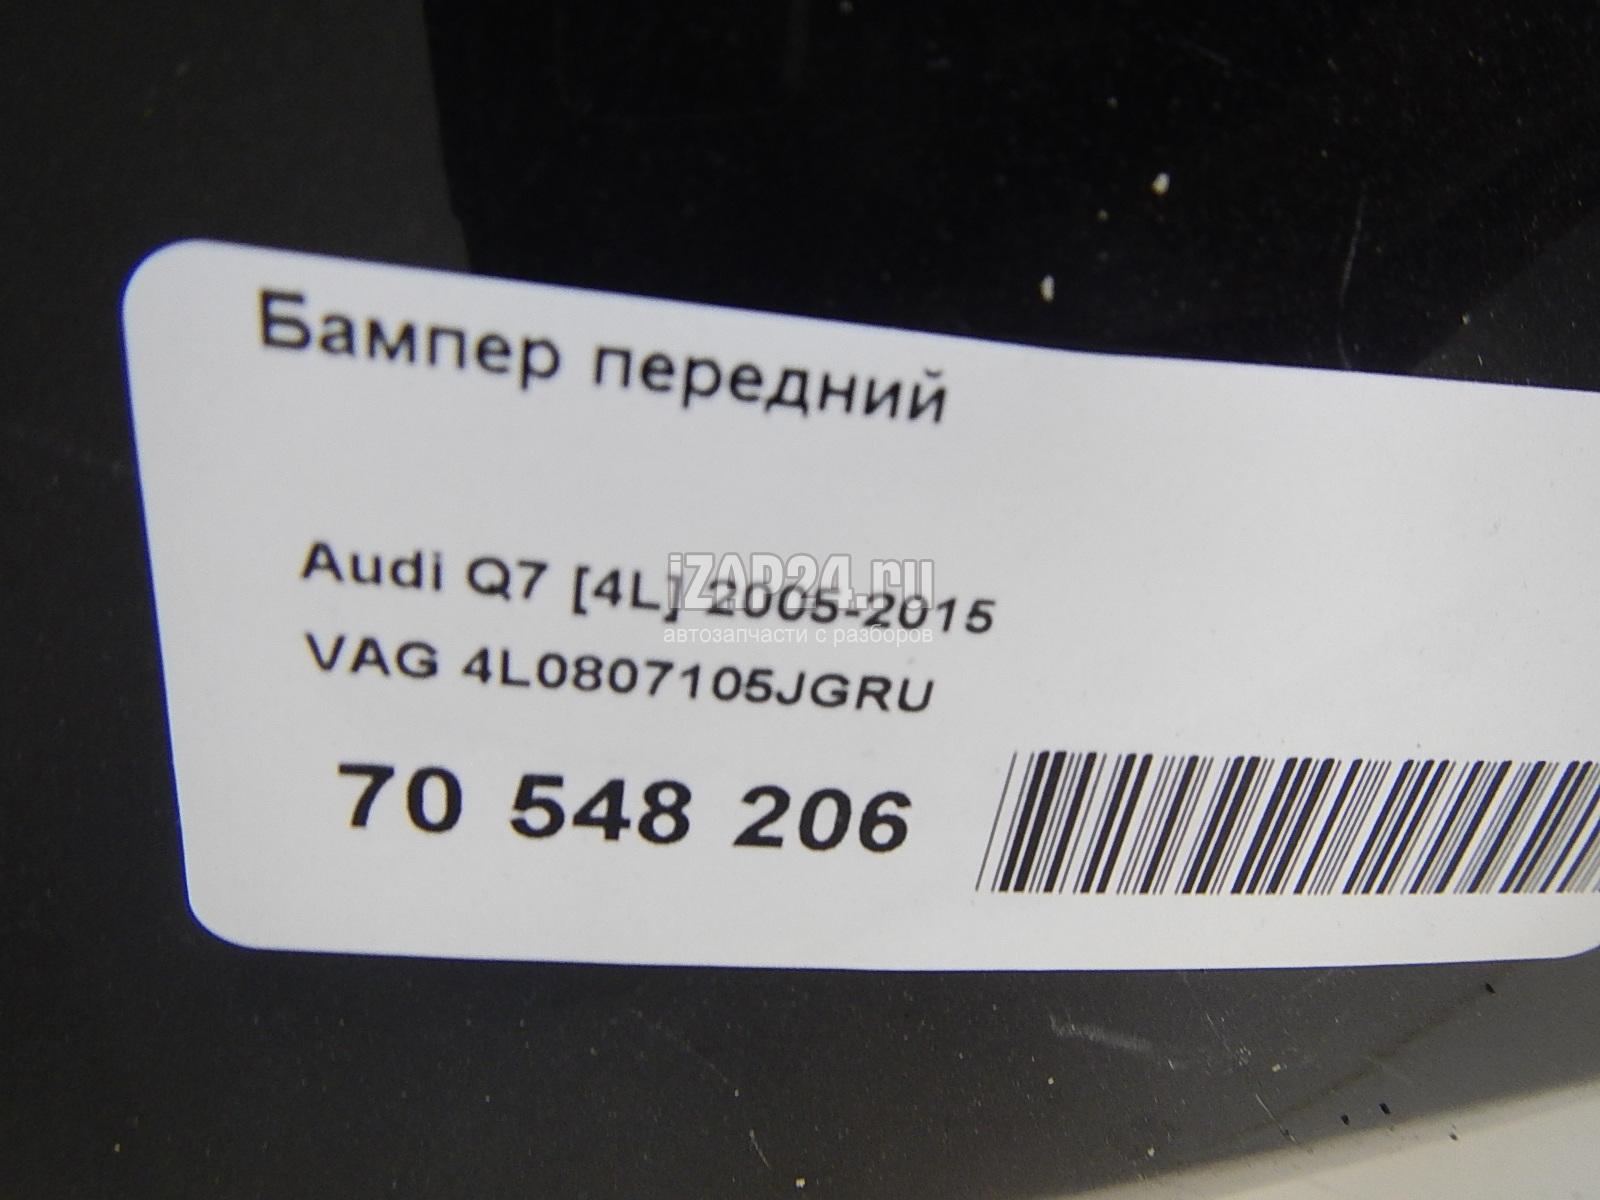 Бампер передний
Audi Q7 [4L] 2005-2015
iZAP24.ru
автозапчасти с разборов
VAG 4L0807105JGRU
70 548 206